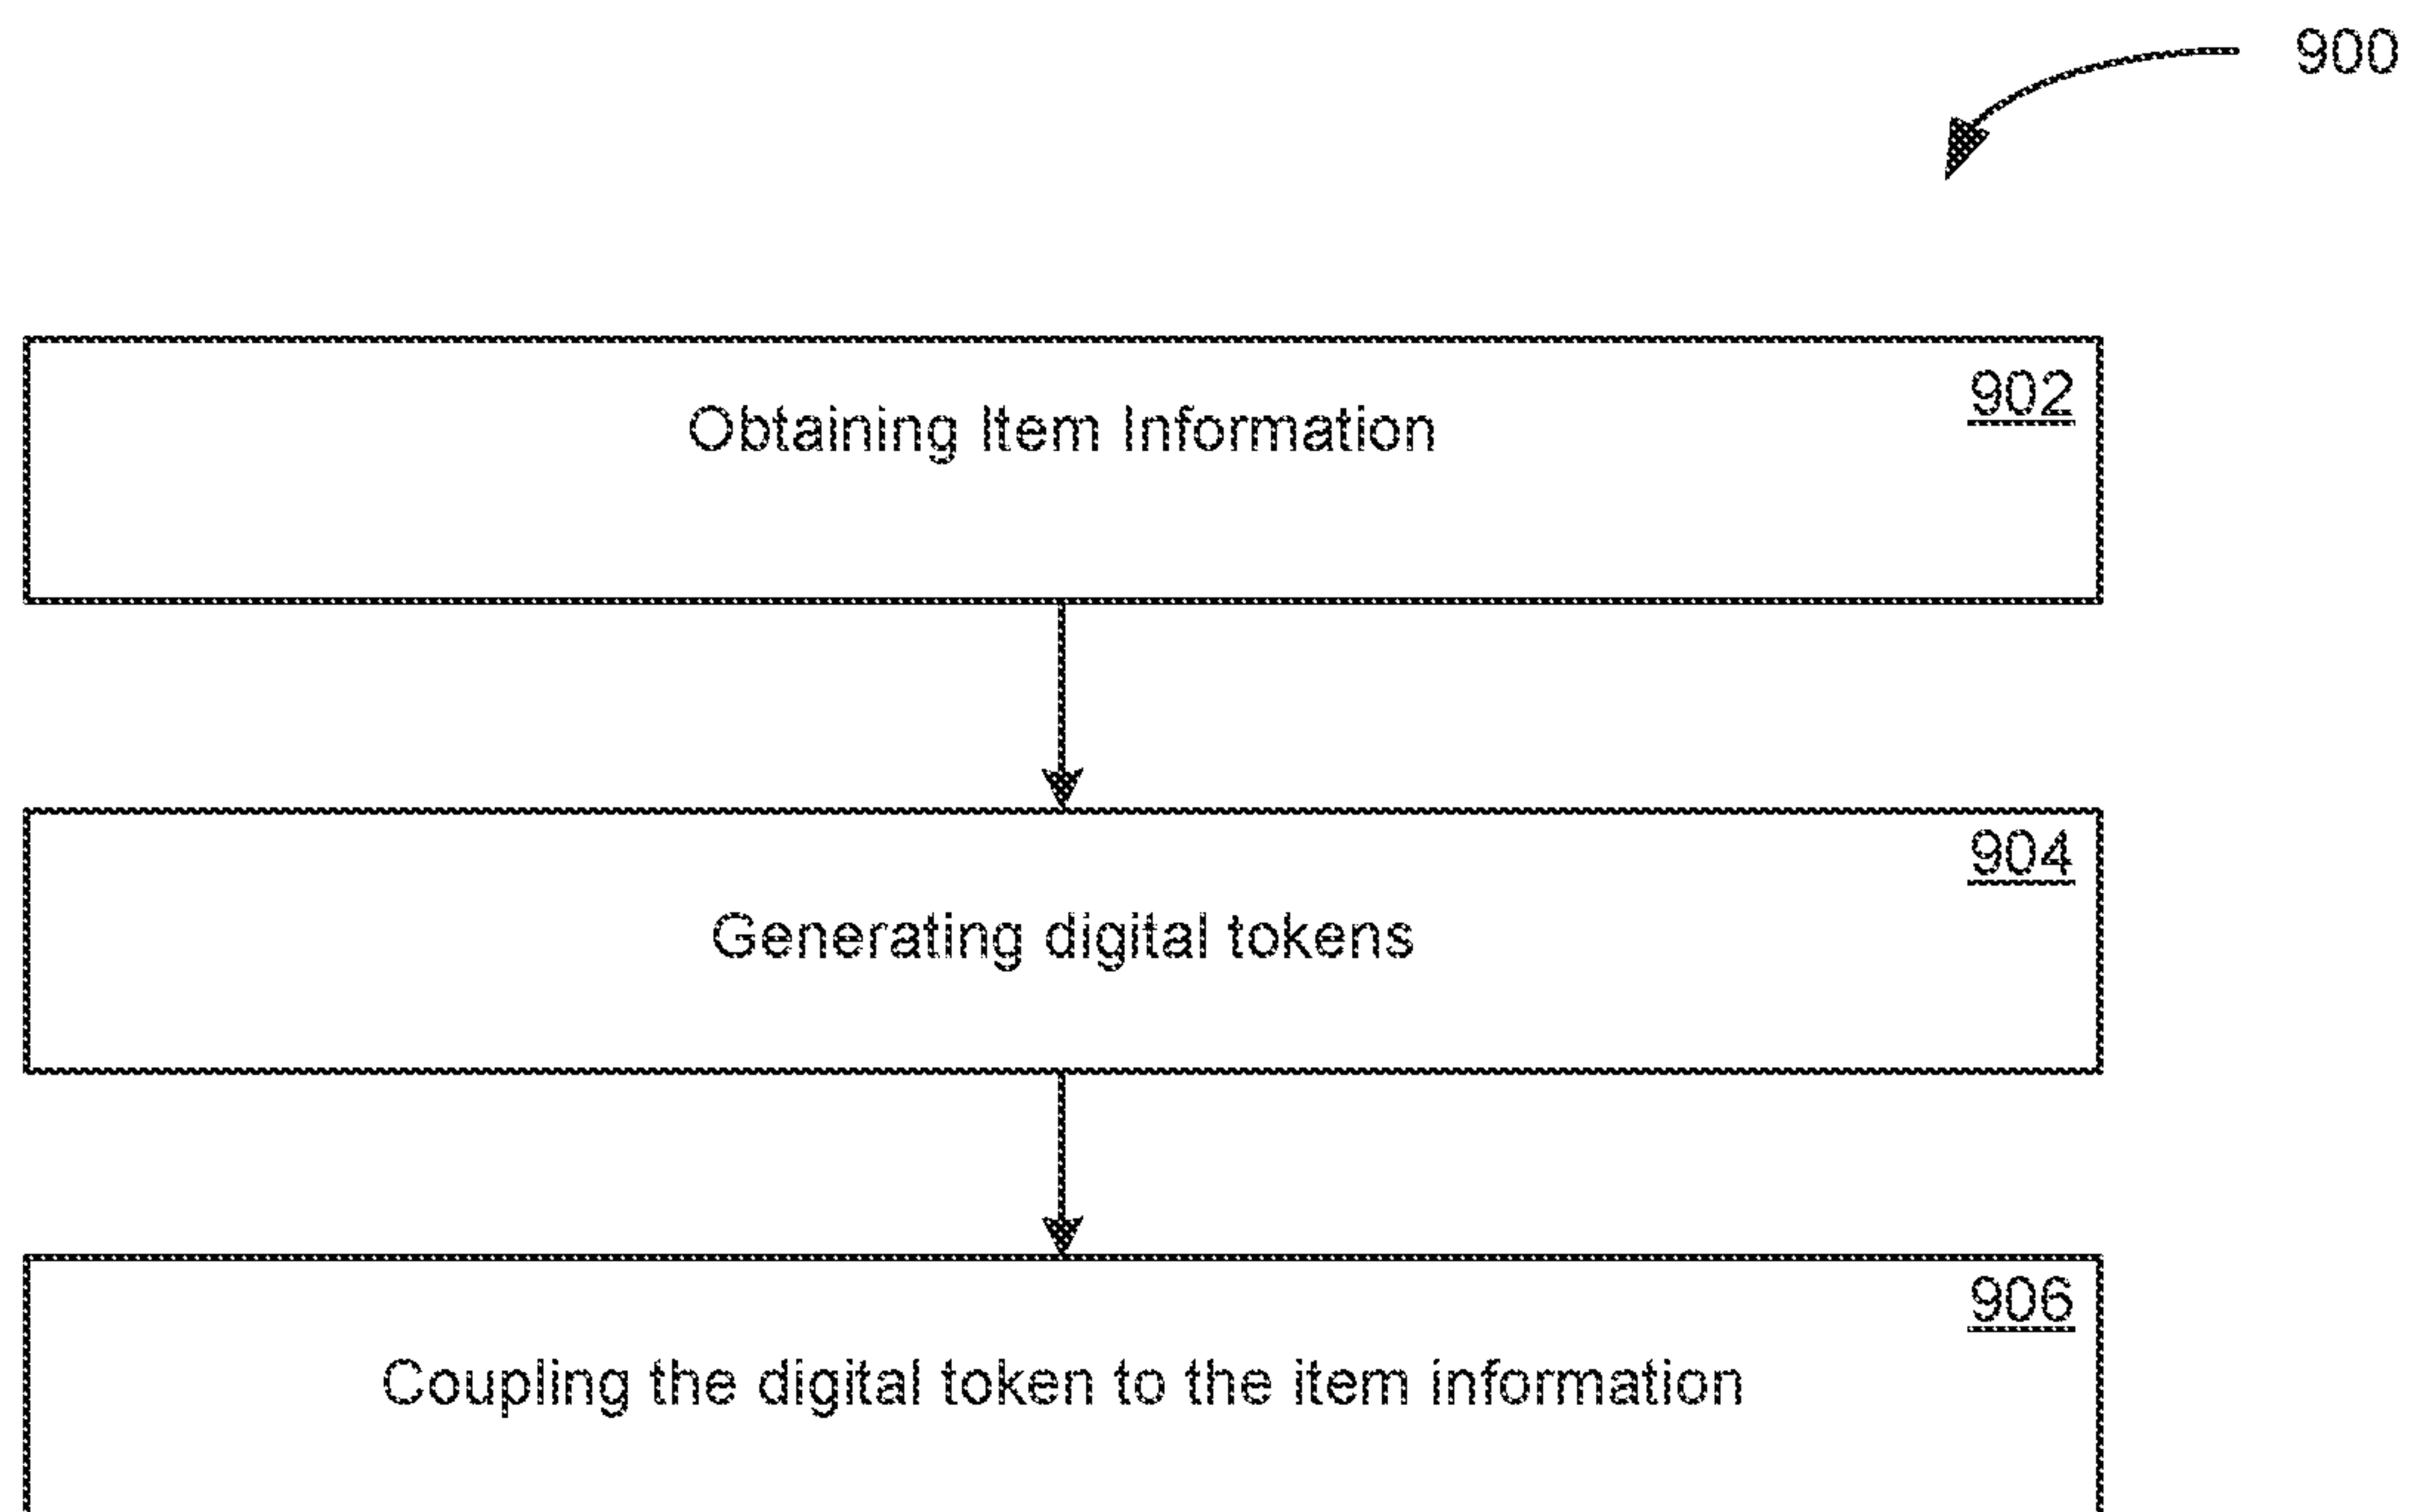 900
902
Obtaining Item Information
904
Generating digital tokens
906
Coupling the digital token to the item information